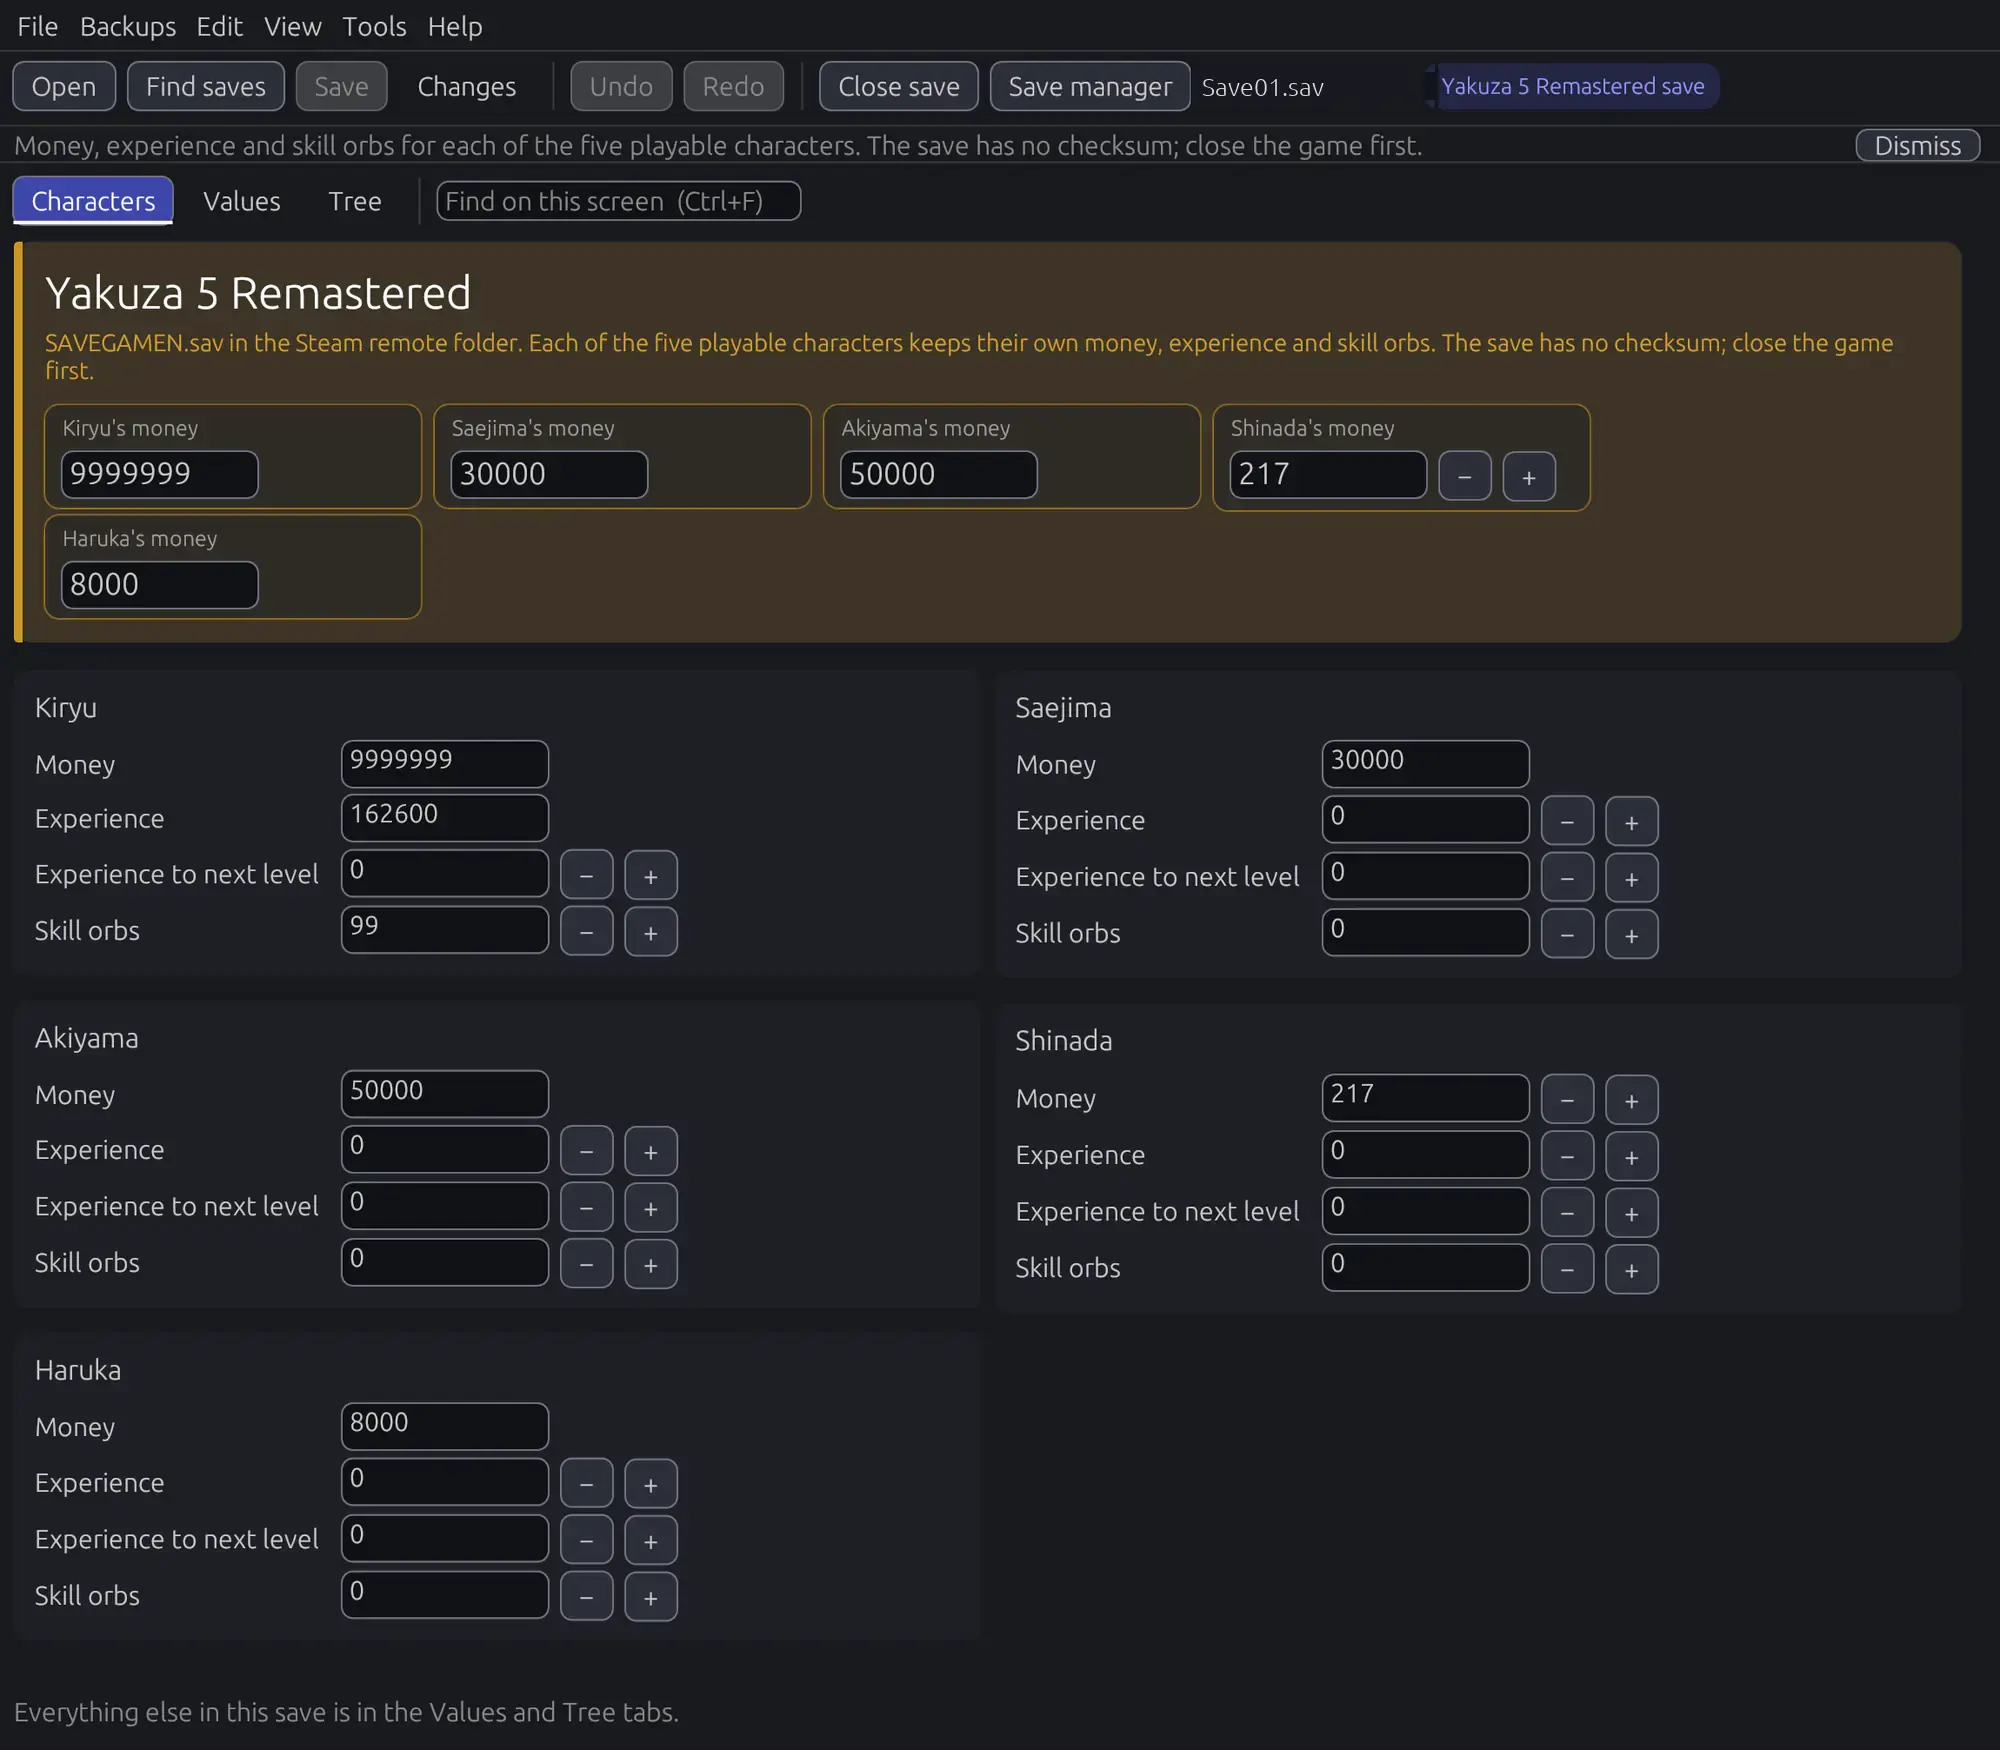 File Backups Edit View Tools Help
Open Find saves Save Changes Undo Redo Close save Save manager Save01.sav Yakuza 5 Remastered save
Money, experience and skill orbs for each of the five playable characters. The save has no checksum; close the game first. Dismiss
Characters Values Tree Find on this screen (Ctrl+F)
Yakuza 5 Remastered
SAVEGAMEN.sav in the Steam remote folder. Each of the five playable characters keeps their own money, experience and skill orbs. The save has no checksum; close the game
first.
Kiryu's money Saejima's money Akiyama's money Shinada's money
9999999 30000 50000 217 − +
Haruka's money
8000
Kiryu
Money 9999999
Experience 162600
Experience to next level 0 − +
Skill orbs 99 − +
Saejima
Money 30000
Experience 0 − +
Experience to next level 0 − +
Skill orbs 0 − +
Akiyama
Money 50000
Experience 0 − +
Experience to next level 0 − +
Skill orbs 0 − +
Shinada
Money 217 − +
Experience 0 − +
Experience to next level 0 − +
Skill orbs 0 − +
Haruka
Money 8000
Experience 0 − +
Experience to next level 0 − +
Skill orbs 0 − +
Everything else in this save is in the Values and Tree tabs.